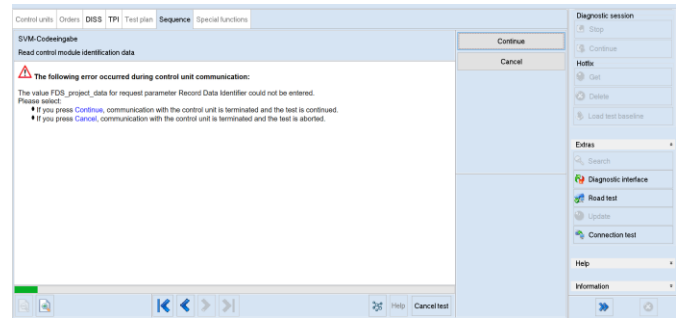 Control units Orders DISS TPI Test plan Sequence Special functions
SVM-Codeeingabe
Read control module identification data
The following error occurred during control unit communication:
The value FDS_project_data for request parameter Record Data Identifier could not be entered.
Please select:
If you press Continue, communication with the control unit is terminated and the test is continued.
If you press Cancel, communication with the control unit is terminated and the test is aborted.
Help Cancel test
Continue
Cancel
Diagnostic session
Stop
Continue
Hotfix
Get
Delete
Load test baseline
Extras
Search
Diagnostic interface
Road test
Update
Connection test
Help
Information